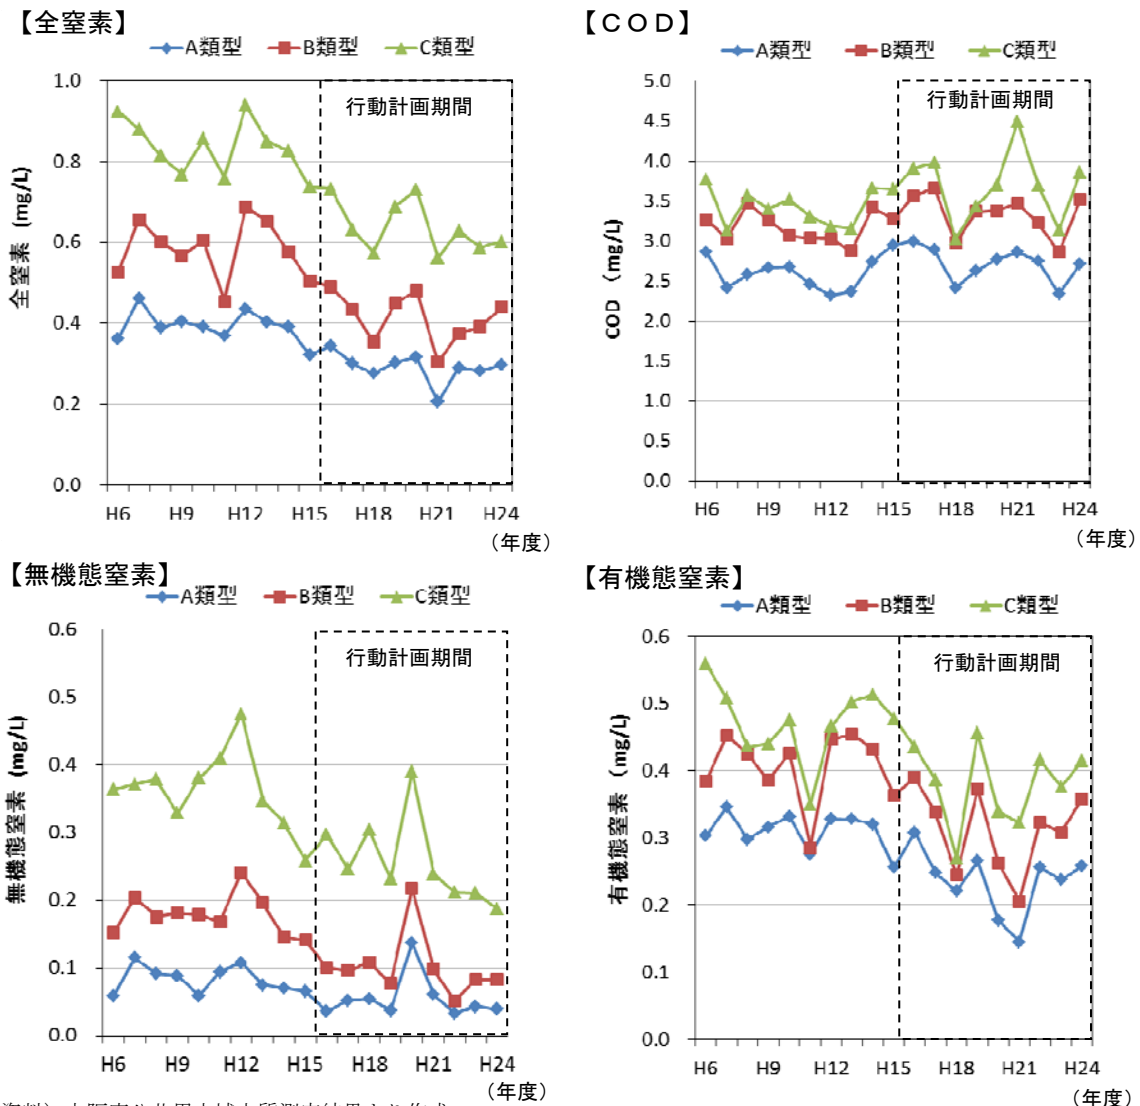 【全窒素】
A類型 B類型 C類型
行動計画期間
全窒素 (mg/L)
1.0
0.8
0.6
0.4
0.2
0.0
H6 H9 H12 H15 H18 H21 H24
(年度)
【ＣＯＤ】
A類型 B類型 C類型
行動計画期間
COD (mg/L)
5.0
4.5
4.0
3.5
3.0
2.5
2.0
1.5
1.0
0.5
0.0
H6 H9 H12 H15 H18 H21 H24
(年度)
【無機態窒素】
A類型 B類型 C類型
行動計画期間
無機態窒素 (mg/L)
0.6
0.5
0.4
0.3
0.2
0.1
0.0
H6 H9 H12 H15 H18 H21 H24
(年度)
【有機態窒素】
A類型 B類型 C類型
行動計画期間
有機態窒素 (mg/L)
0.6
0.5
0.4
0.3
0.2
0.1
0.0
H6 H9 H12 H15 H18 H21 H24
(年度)